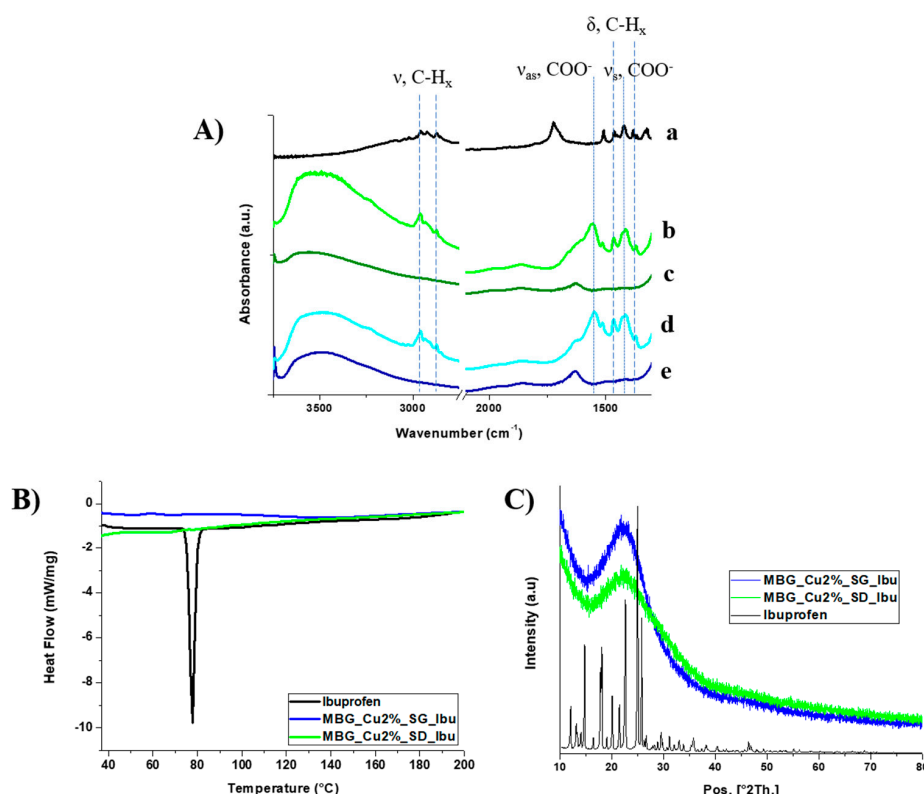 δ, C-Hx
νas, COO- νs, COO-
ν, C-Hx
A)
a
b
c
d
e
Absorbance (a.u.)
3500 3000 2000 1500
Wavenumber (cm-1)
B)
0
-2
-4
-6
-8
-10
Heat Flow (mW/mg)
Ibuprofen
MBG_Cu2%_SG_Ibu
MBG_Cu2%_SD_Ibu
40 60 80 100 120 140 160 180 200
Temperature (°C)
C)
Intensity (a.u)
MBG_Cu2%_SG_Ibu
MBG_Cu2%_SD_Ibu
Ibuprofen
10 20 30 40 50 60 70 80
Pos. [°2Th.]